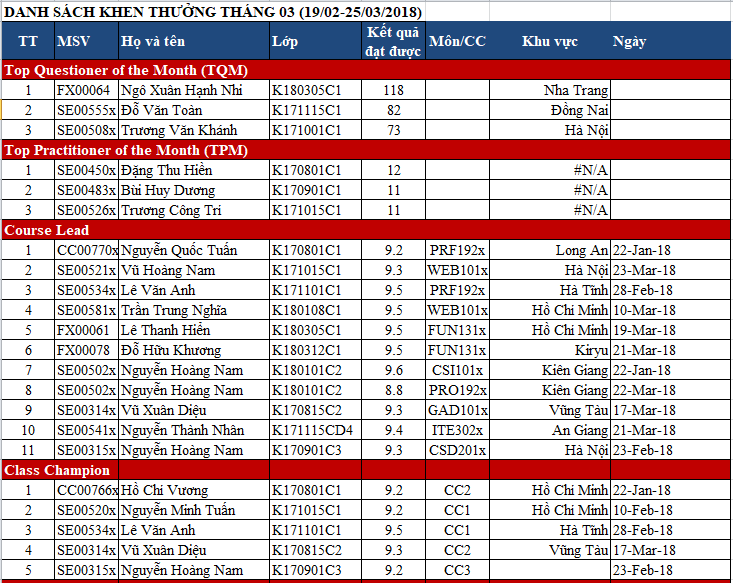 DANH SÁCH KHEN THƯỞNG THÁNG 03 (19/02-25/03/2018)
TT MSV Họ và tên Lớp Kết quả đạt được Môn/CC Khu vực Ngày
Top Questioner of the Month (TQM)
1 FX00064 Ngô Xuân Hạnh Nhi K180305C1 118 Nha Trang
2 SE00555x Đỗ Văn Toàn K171115C1 82 Đồng Nai
3 SE00508x Trương Văn Khánh K171001C1 73 Hà Nội
Top Practitioner of the Month (TPM)
1 SE00450x Đặng Thu Hiền K170801C1 12 #N/A
2 SE00483x Bùi Huy Dương K170901C1 11 #N/A
3 SE00526x Trương Công Trí K171015C1 11 #N/A
Course Lead
1 CC00770x Nguyễn Quốc Tuấn K170801C1 9.2 PRF192x Long An 22-Jan-18
2 SE00521x Vũ Hoàng Nam K171015C1 9.3 WEB101x Hà Nội 23-Mar-18
3 SE00534x Lê Văn Anh K171101C1 9.5 PRF192x Hà Tĩnh 28-Feb-18
4 SE00581x Trần Trung Nghĩa K180108C1 9.5 WEB101x Hồ Chí Minh 10-Mar-18
5 FX00061 Lê Thanh Hiển K180305C1 9.5 FUN131x Hồ Chí Minh 19-Mar-18
6 FX00078 Đỗ Hữu Khương K180312C1 9.5 FUN131x Kiryu 21-Mar-18
7 SE00502x Nguyễn Hoàng Nam K180101C2 9.6 CSI101x Kiên Giang 22-Jan-18
8 SE00502x Nguyễn Hoàng Nam K180101C2 8.8 PRO192x Kiên Giang 22-Mar-18
9 SE00314x Vũ Xuân Diệu K170815C2 9.3 GAD101x Vũng Tàu 17-Mar-18
10 SE00541x Nguyễn Thành Nhân K171115CD4 9.4 ITE302x An Giang 21-Mar-18
11 SE00315x Nguyễn Hoàng Nam K170901C3 9.3 CSD201x Hà Nội 23-Feb-18
Class Champion
1 CC00766x Hồ Chí Vương K170801C1 9.2 CC2 Hồ Chí Minh 22-Jan-18
2 SE00520x Nguyễn Minh Tuấn K171015C1 9.2 CC1 Hồ Chí Minh 10-Feb-18
3 SE00534x Lê Văn Anh K171101C1 9.5 CC1 Hà Tĩnh 28-Feb-18
4 SE00314x Vũ Xuân Diệu K170815C2 9.3 CC2 Vũng Tàu 17-Mar-18
5 SE00315x Nguyễn Hoàng Nam K170901C3 9.2 CC3 23-Feb-18